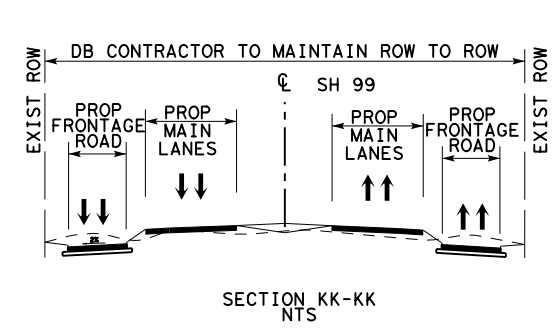 DB CONTRACTOR TO MAINTAIN ROW TO ROW
EXIST ROW
EXIST ROW
℄ SH 99
PROP
FRONTAGE
ROAD
PROP
MAIN
LANES
PROP
MAIN
LANES
PROP
FRONTAGE
ROAD
2%
SECTION KK-KK
NTS